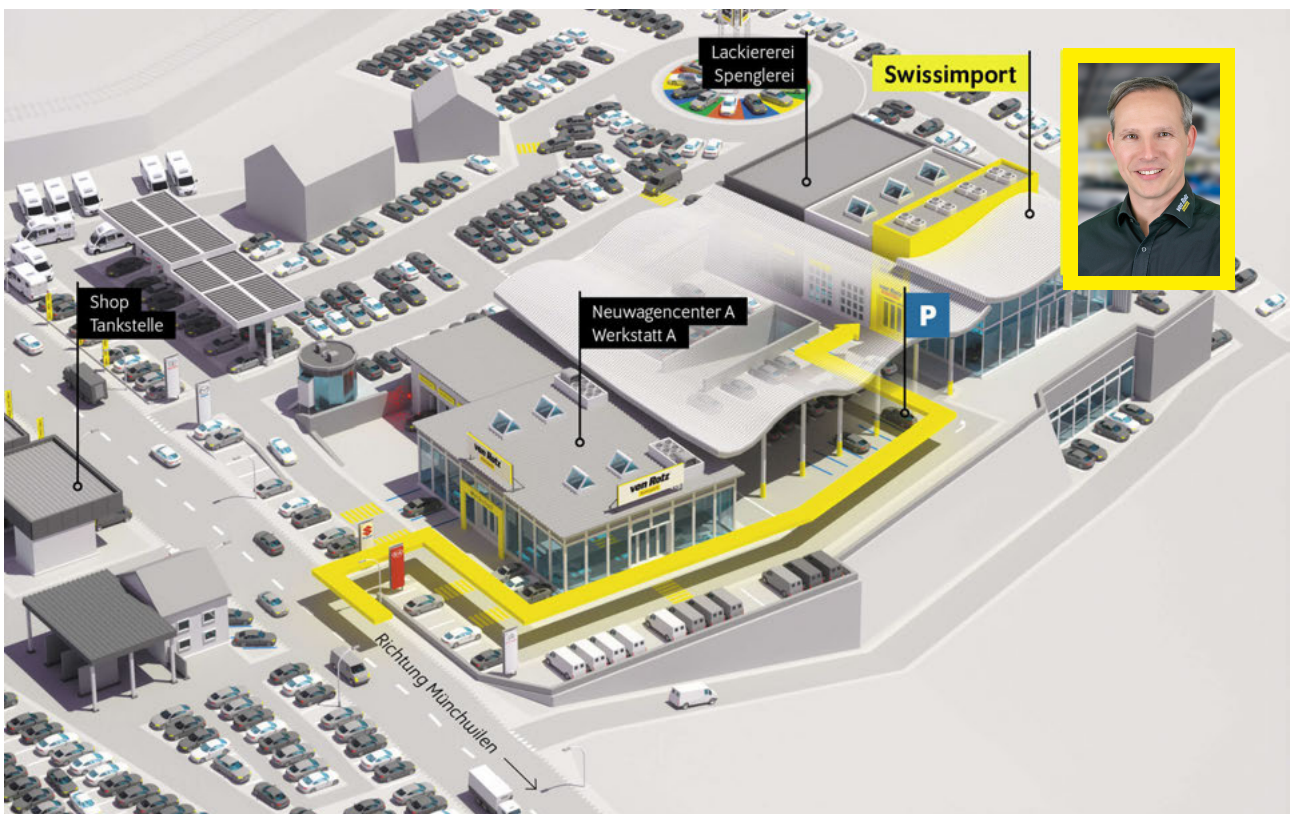 Lackiererei
Spenglerei
Swissimport
Shop
Tankstelle
Neuwagencenter A
Werkstatt A
P
von Rotz
von Rotz
Richtung Münchwilen